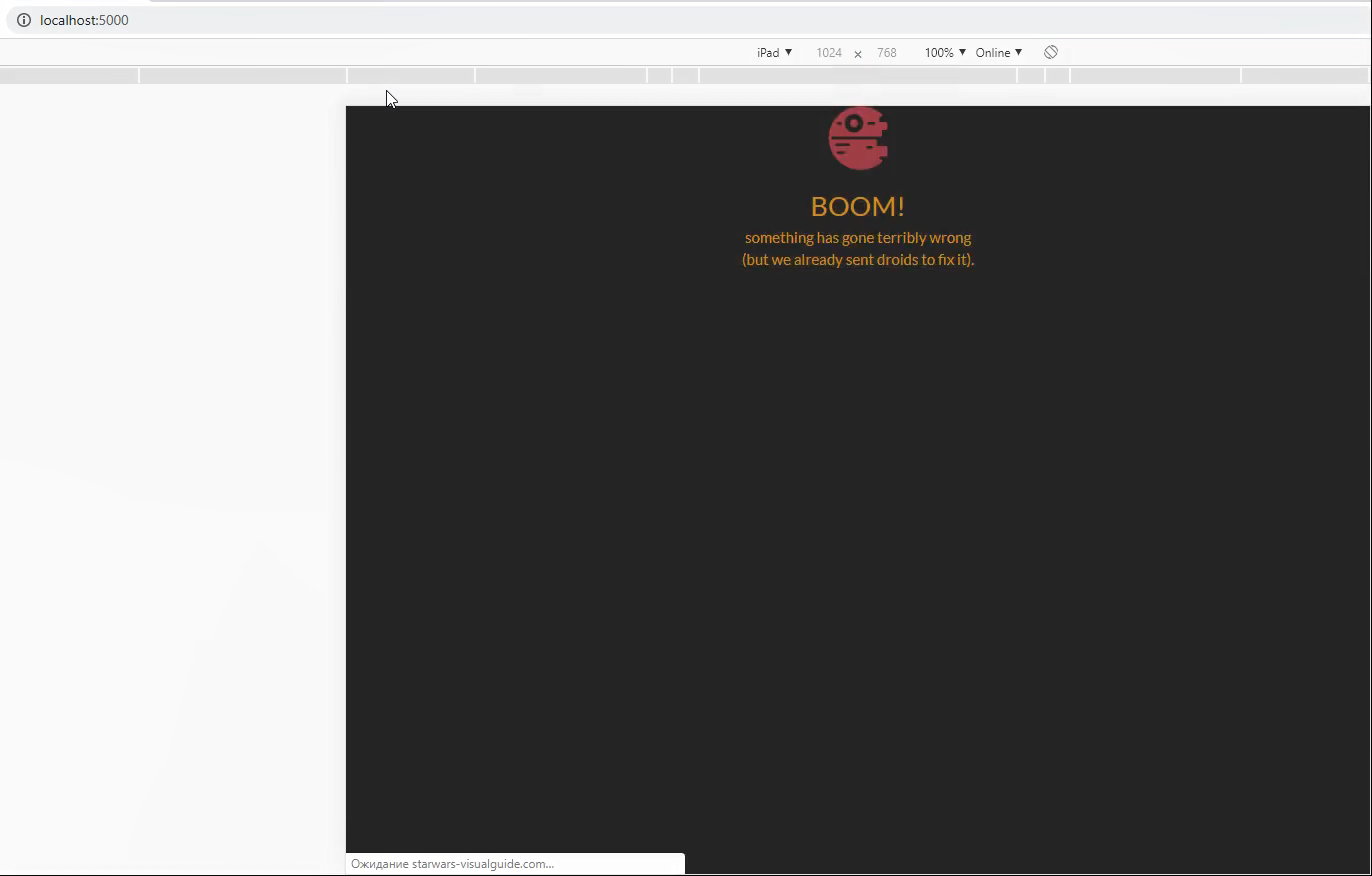 localhost:5000
iPad ▼ 1024 × 768 100% ▼ Online ▼
BOOM!
something has gone terribly wrong
(but we already sent droids to fix it).
Ожидание starwars-visualguide.com...